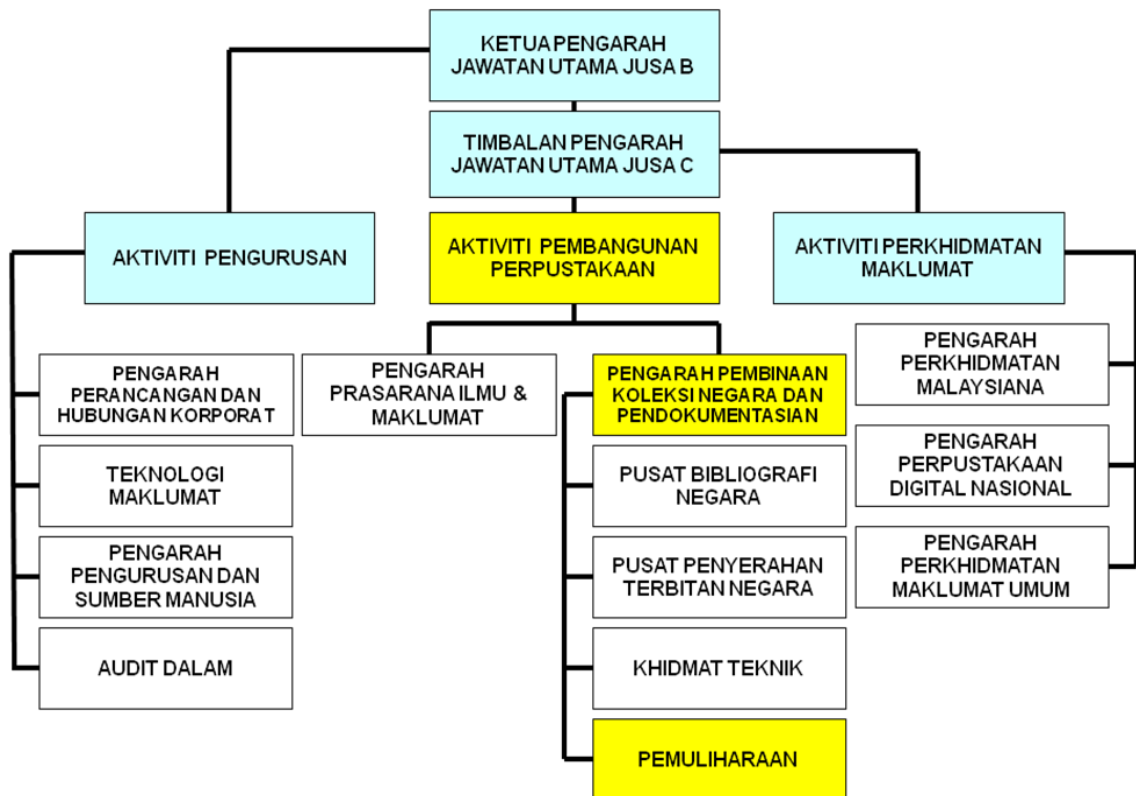 KETUA PENGARAH
JAWATAN UTAMA JUSA B
TIMBALAN PENGARAH
JAWATAN UTAMA JUSA C
AKTIVITI PENGURUSAN
AKTIVITI PEMBANGUNAN
PERPUSTAKAAN
AKTIVITI PERKHIDMATAN
MAKLUMAT
PENGARAH
PERANCANGAN DAN
HUBUNGAN KORPORAT
TEKNOLOGI
MAKLUMAT
PENGARAH
PENGURUSAN DAN
SUMBER MANUSIA
AUDIT DALAM
PENGARAH
PRASARANA ILMU &
MAKLUMAT
PENGARAH PEMBINAAN
KOLEKSI NEGARA DAN
PENDOKUMENTASIAN
PUSAT BIBLIOGRAFI
NEGARA
PUSAT PENYERAHAN
TERBITAN NEGARA
KHIDMAT TEKNIK
PEMULIHARAAN
PENGARAH
PERKHIDMATAN
MALAYSIANA
PENGARAH
PERPUSTAKAAN
DIGITAL NASIONAL
PENGARAH
PERKHIDMATAN
MAKLUMAT UMUM